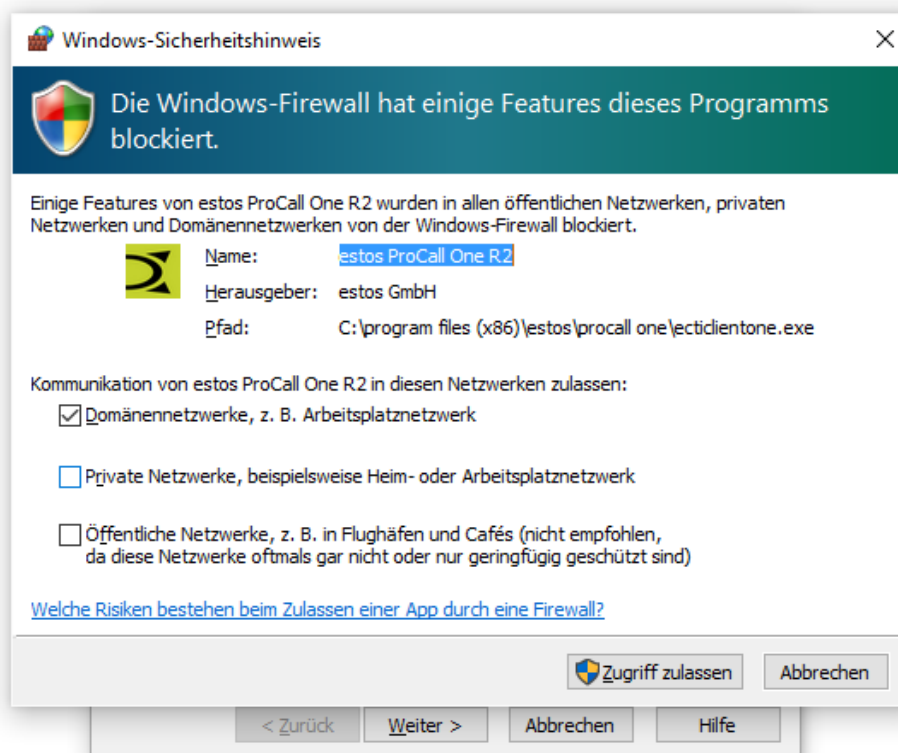 Windows-Sicherheitshinweis
Die Windows-Firewall hat einige Features dieses Programms
blockiert.
Einige Features von estos ProCall One R2 wurden in allen öffentlichen Netzwerken, privaten
Netzwerken und Domänennetzwerken von der Windows-Firewall blockiert.
Name: estos ProCall One R2
Herausgeber: estos GmbH
Pfad: C:\program files (x86)\estos\procall one\ecticlientone.exe
Kommunikation von estos ProCall One R2 in diesen Netzwerken zulassen:
Domänennetzwerke, z. B. Arbeitsplatznetzwerk
Private Netzwerke, beispielsweise Heim- oder Arbeitsplatznetzwerk
Öffentliche Netzwerke, z. B. in Flughäfen und Cafés (nicht empfohlen,
da diese Netzwerke oftmals gar nicht oder nur geringfügig geschützt sind)
Welche Risiken bestehen beim Zulassen einer App durch eine Firewall?
Zugriff zulassen Abbrechen
< Zurück Weiter > Abbrechen Hilfe